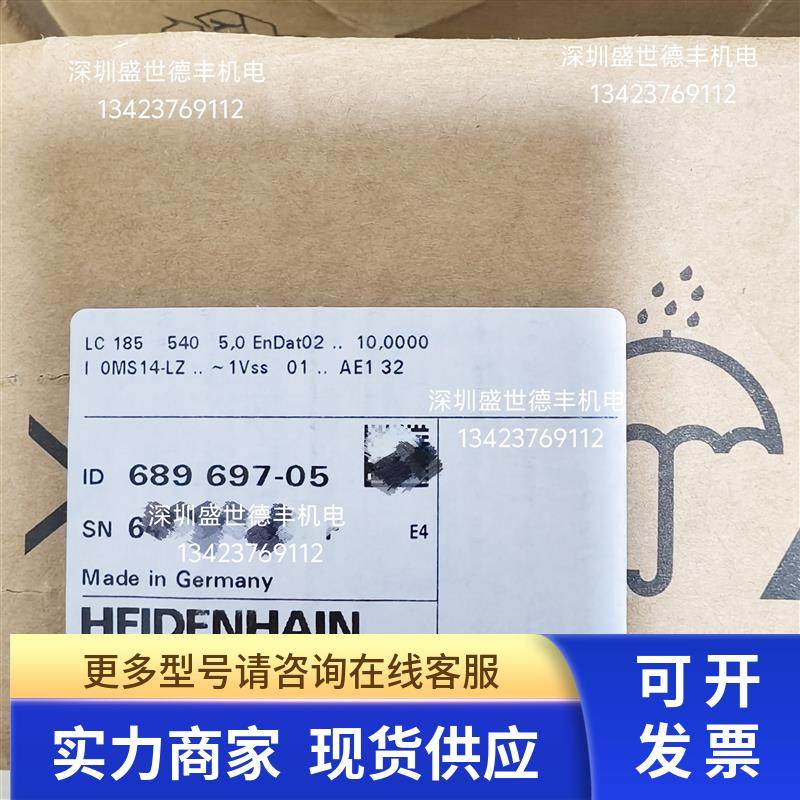 深圳盛世德丰机电
13423769112
深圳盛世德丰机电
13423769112
LC 185 540 5,0 EnDat02 .. 10,0000
I 0MS14-LZ .. ~1Vss 01 .. AE1 32
深圳盛世德丰机电
13423769112
ID 689 697-05
SN 6
深圳盛世德丰机电
13423769112
E4
Made in Germany
HEIDENHAIN
更多型号请咨询在线客服
实力商家 现货供应
可开
发票